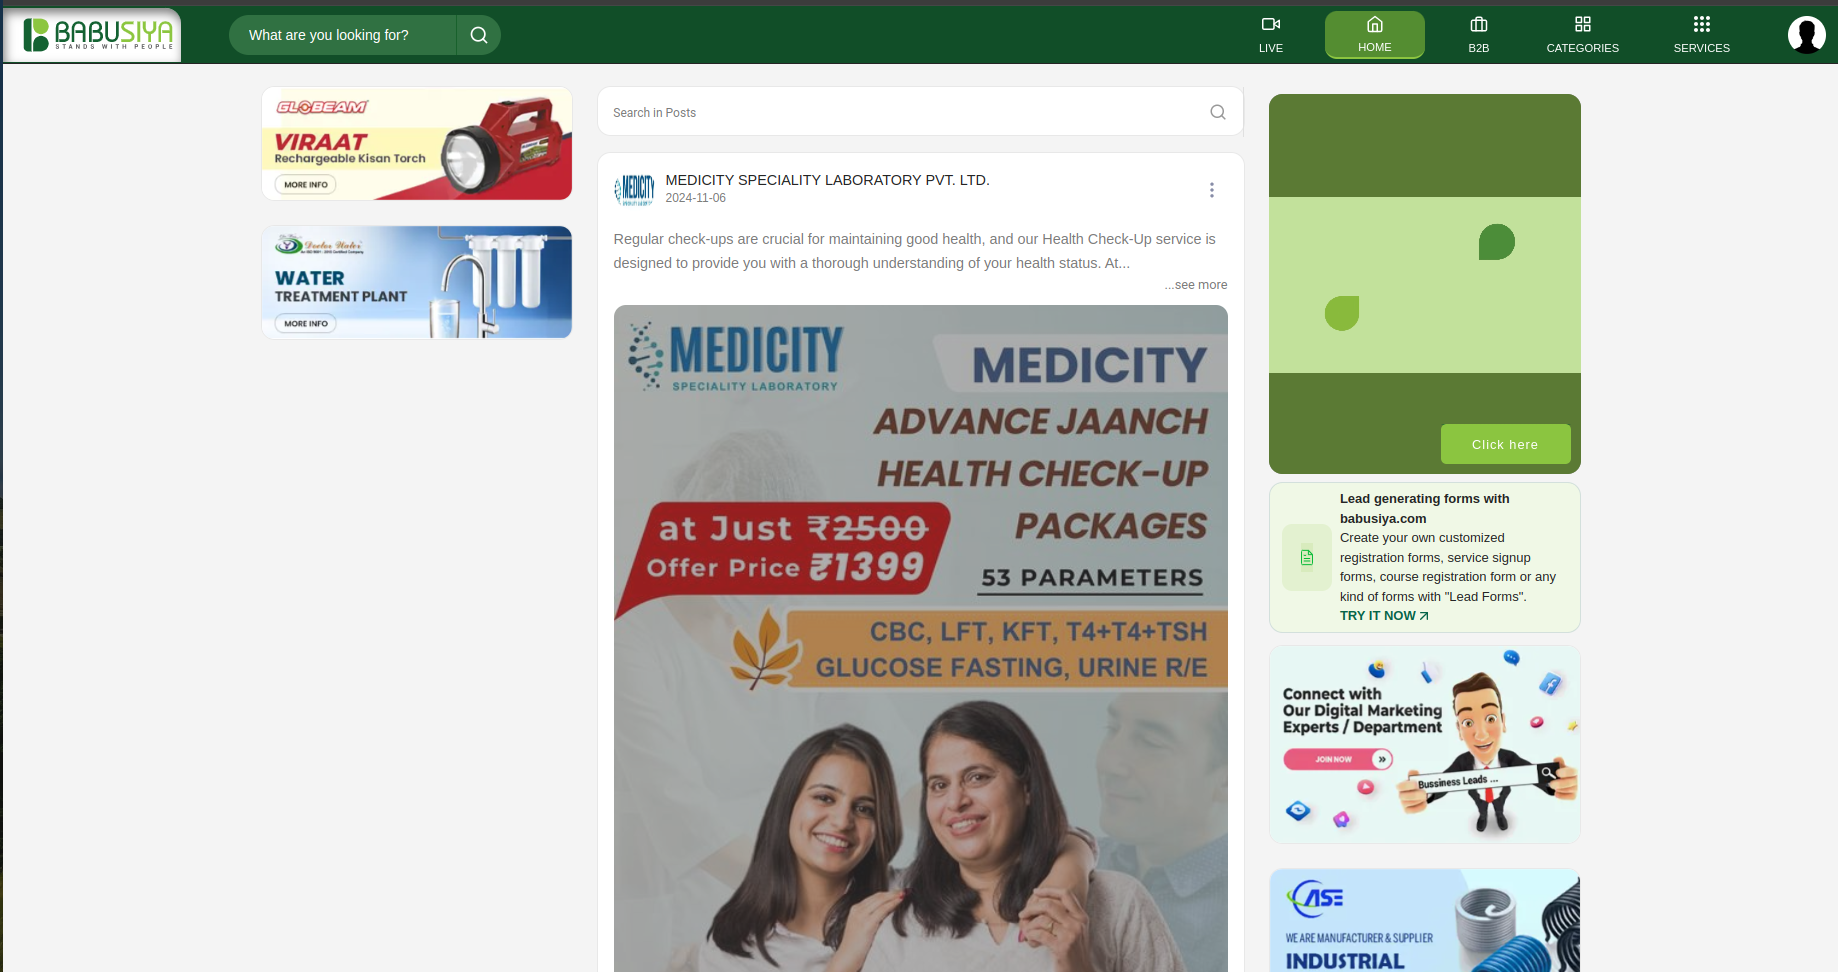 BABUSIYA
STANDS WITH PEOPLE
What are you looking for?
LIVE
HOME
B2B
CATEGORIES
SERVICES
GLOBEAM
VIRAAT
Rechargeable Kisan Torch
MORE INFO
Doctor Water
WATER
TREATMENT PLANT
MORE INFO
Search in Posts
MEDICITY SPECIALITY LABORATORY PVT. LTD.
2024-11-06
Regular check-ups are crucial for maintaining good health, and our Health Check-Up service is
designed to provide you with a thorough understanding of your health status. At...
...see more
MEDICITY
SPECIALITY LABORATORY
MEDICITY
ADVANCE JAANCH
HEALTH CHECK-UP
PACKAGES
at Just ₹2500
Offer Price ₹1399
53 PARAMETERS
CBC, LFT, KFT, T4+T4+TSH
GLUCOSE FASTING, URINE R/E
Click here
Lead generating forms with
babusiya.com
Create your own customized
registration forms, service signup
forms, course registration form or any
kind of forms with "Lead Forms".
TRY IT NOW
Connect with
Our Digital Marketing
Experts / Department
JOIN NOW
Bussiness Leads ...
ASE
WE ARE MANUFACTURER & SUPPLIER
INDUSTRIAL